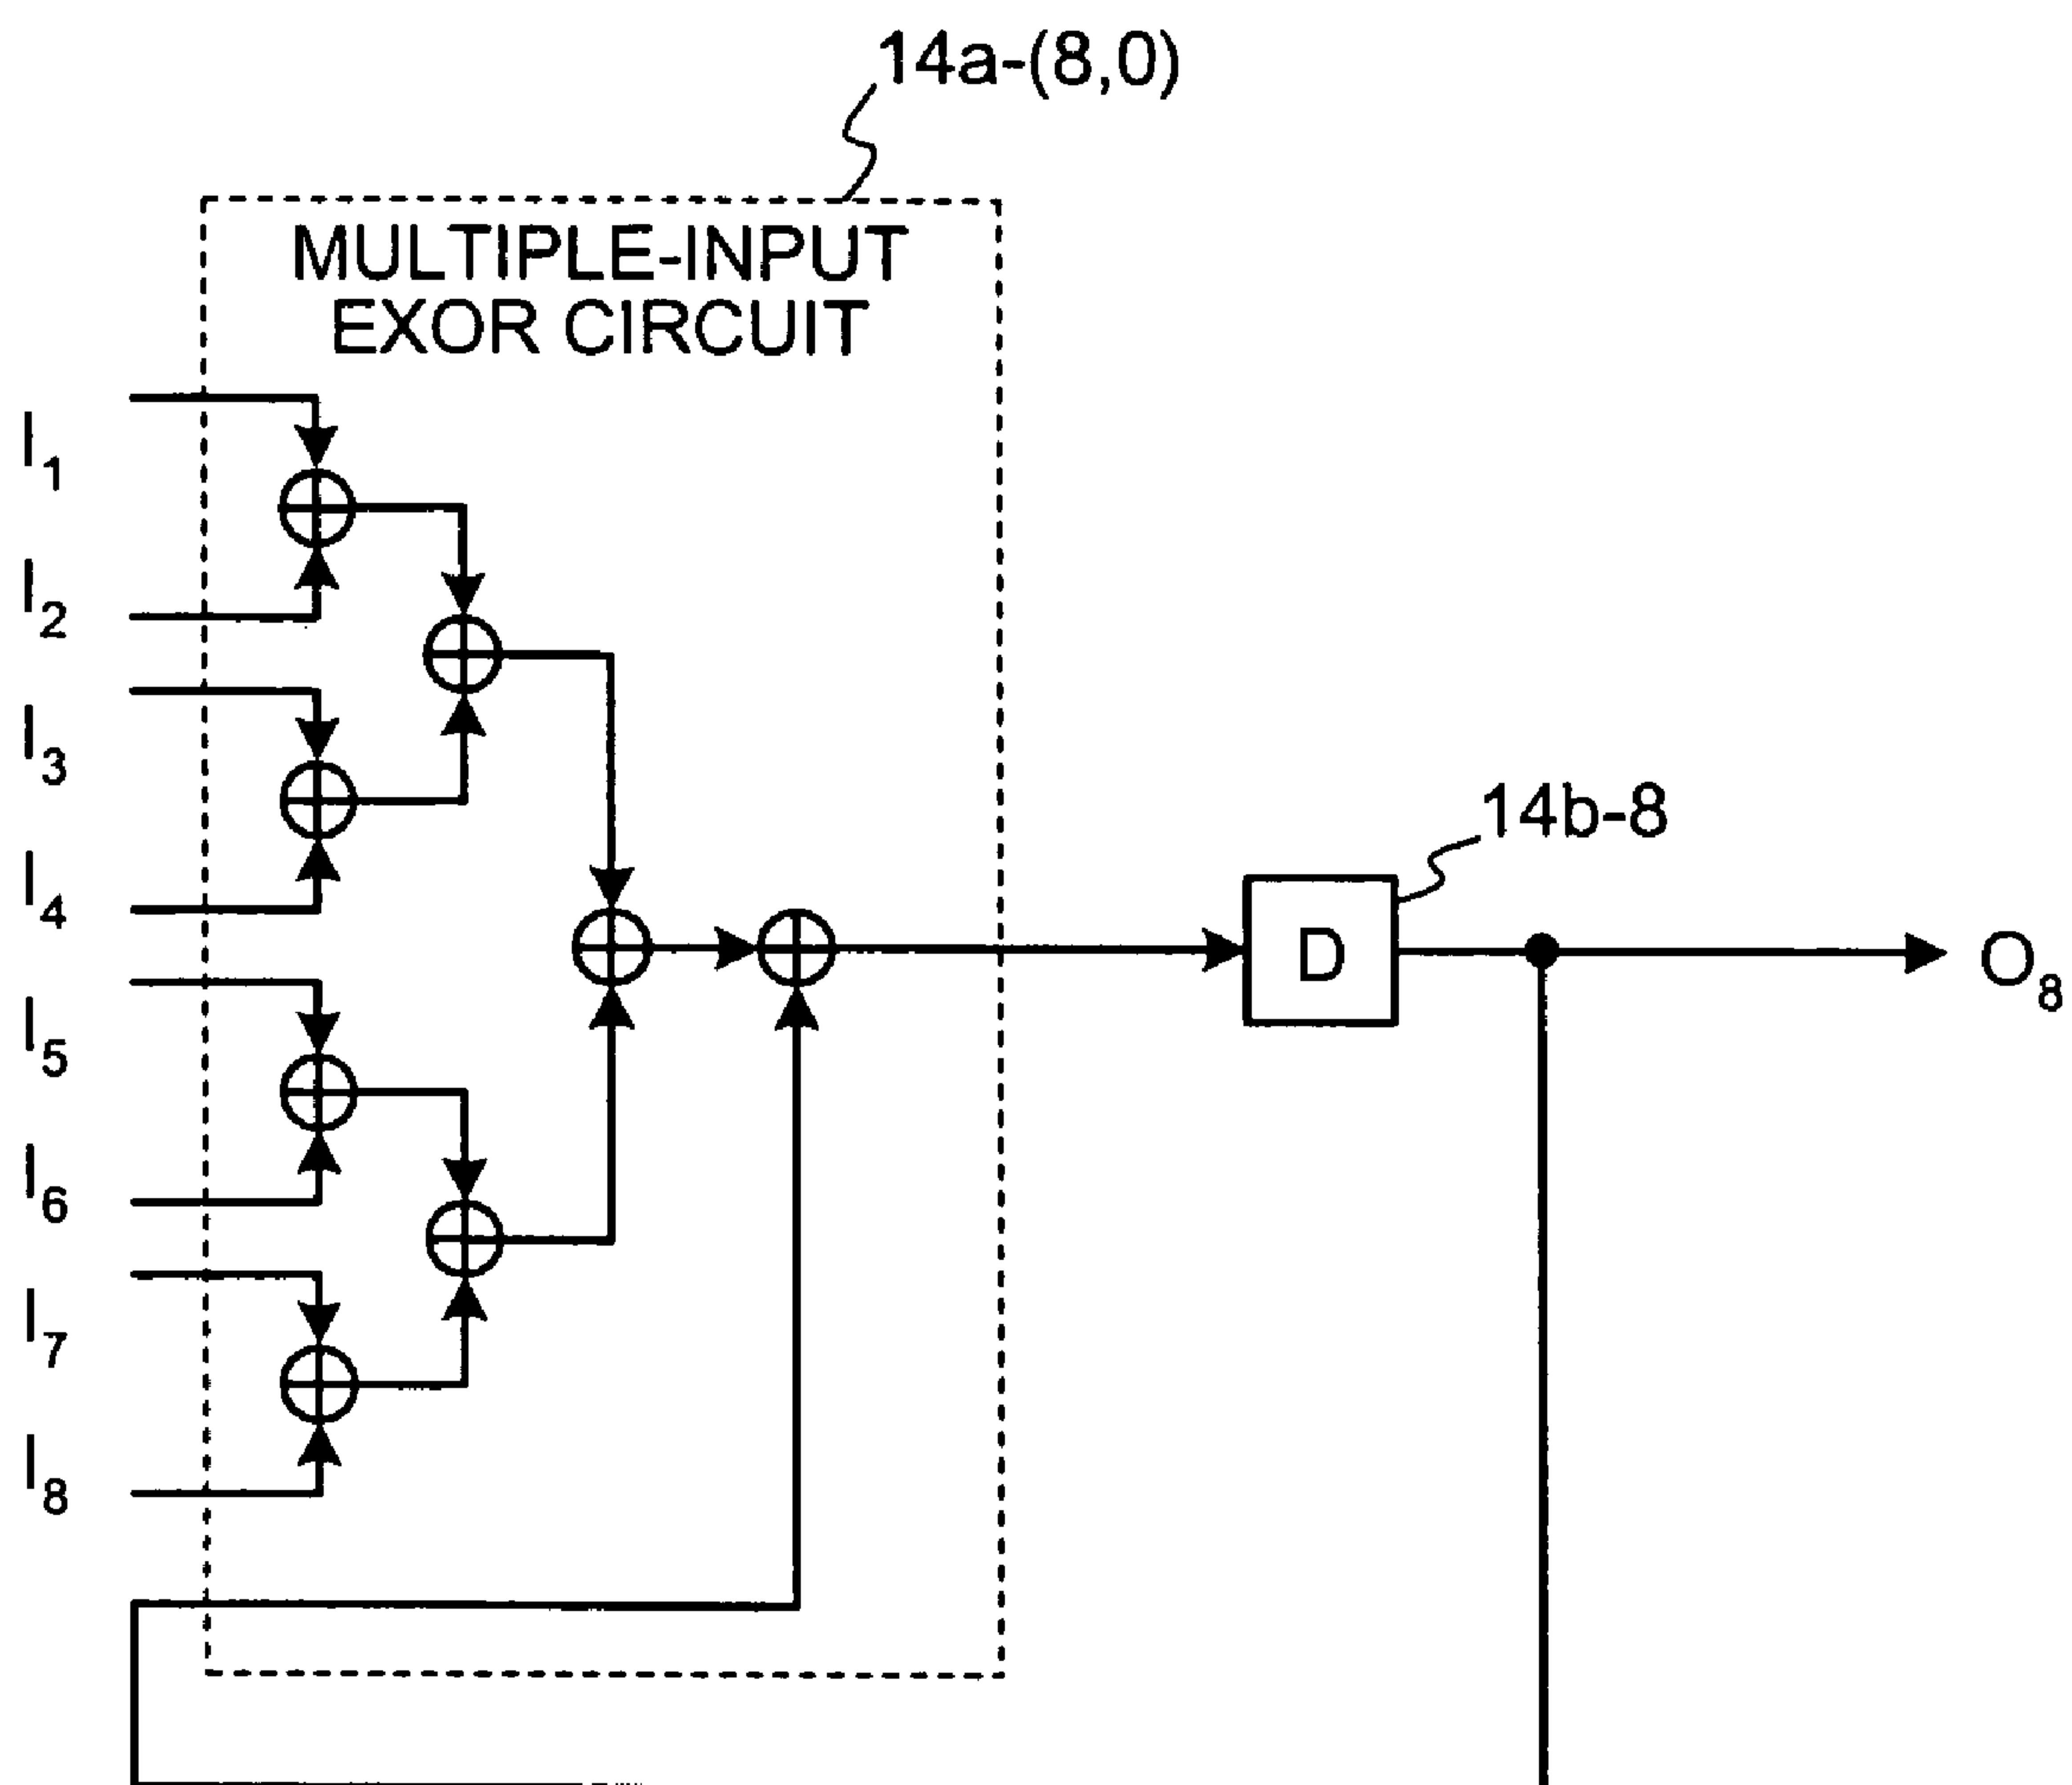 14a-(8,0)
MULTIPLE-INPUT
EXOR CIRCUIT
I1
I2
I3
I4
14b-8
D
O8
I5
I6
I7
I8